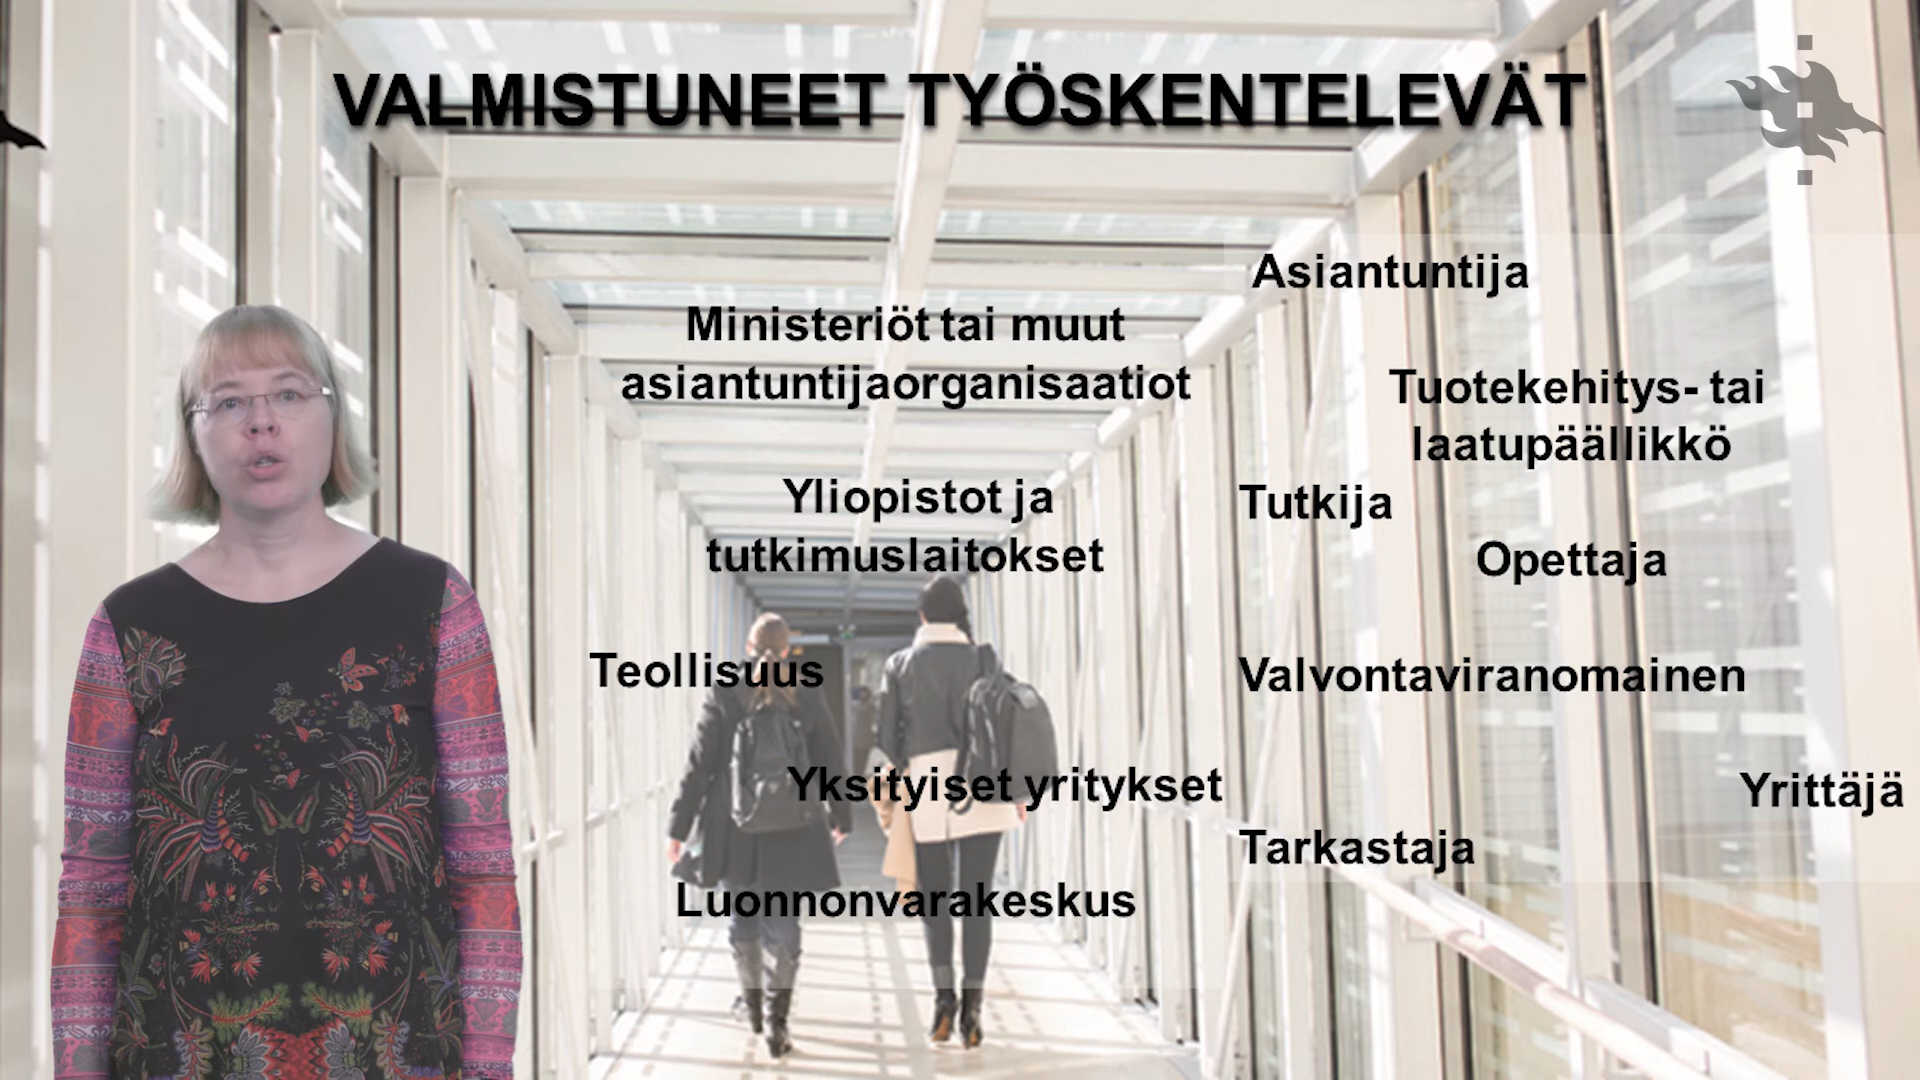 VALMISTUNEET TYÖSKENTELEVÄT
Ministeriöt tai muut
asiantuntijaorganisaatiot
Yliopistot ja
tutkimuslaitokset
Teollisuus
Yksityiset yritykset
Luonnonvarakeskus
Asiantuntija
Tuotekehitys- tai
laatupäällikkö
Tutkija
Opettaja
Valvontaviranomainen
Yrittäjä
Tarkastaja